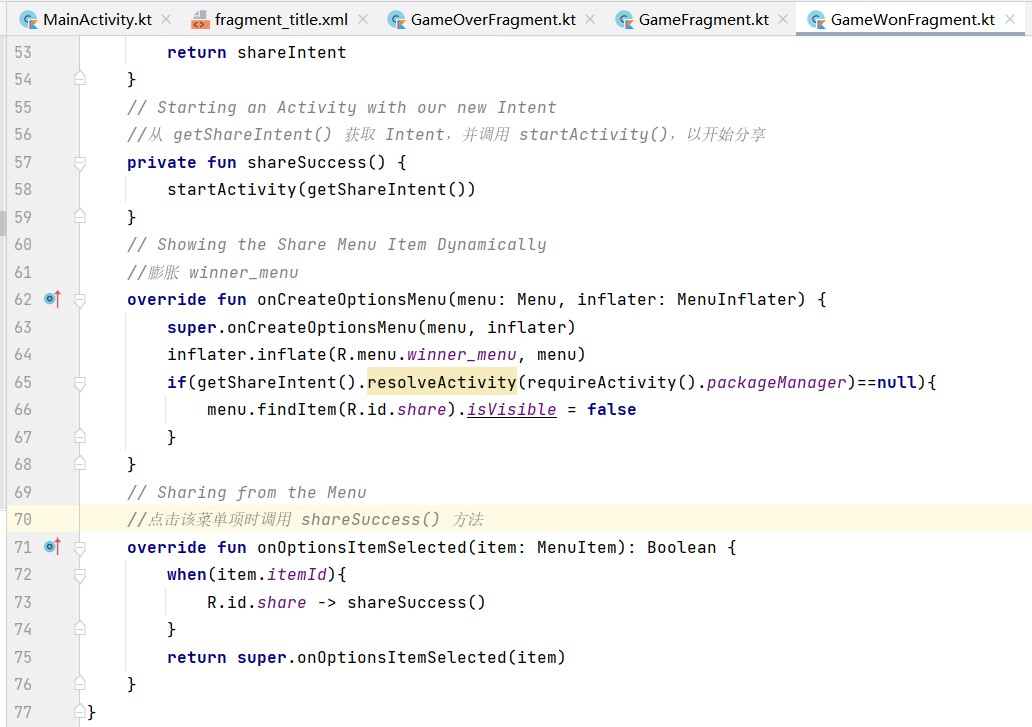 MainActivity.kt fragment_title.xml GameOverFragment.kt GameFragment.kt GameWonFragment.kt
53 return shareIntent
54 }
55 // Starting an Activity with our new Intent
56 //从 getShareIntent() 获取 Intent，并调用 startActivity()，以开始分享
57 private fun shareSuccess() {
58 startActivity(getShareIntent())
59 }
60 // Showing the Share Menu Item Dynamically
61 //膨胀 winner_menu
62 override fun onCreateOptionsMenu(menu: Menu, inflater: MenuInflater) {
63 super.onCreateOptionsMenu(menu, inflater)
64 inflater.inflate(R.menu.winner_menu, menu)
65 if(getShareIntent().resolveActivity(requireActivity().packageManager)==null){
66 menu.findItem(R.id.share).isVisible = false
67 }
68 }
69 // Sharing from the Menu
70 //点击该菜单项时调用 shareSuccess() 方法
71 override fun onOptionsItemSelected(item: MenuItem): Boolean {
72 when(item.itemId){
73 R.id.share -> shareSuccess()
74 }
75 return super.onOptionsItemSelected(item)
76 }
77 }